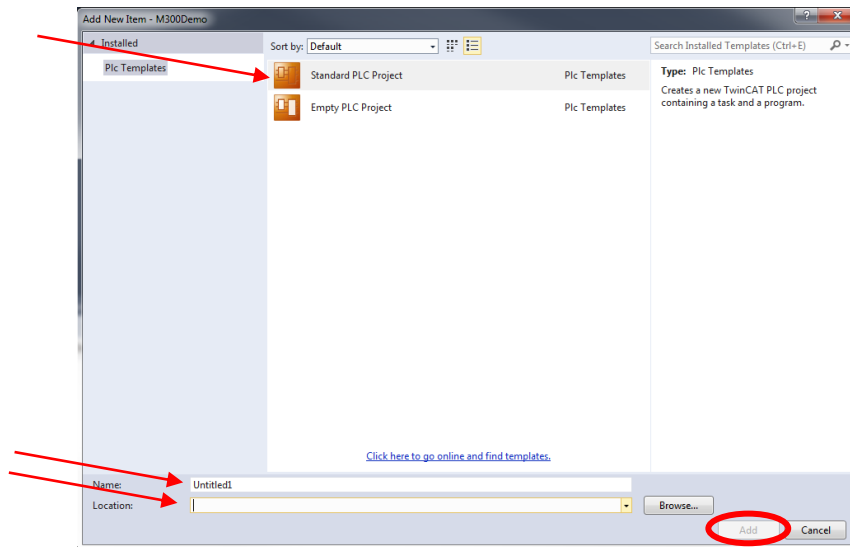 Add New Item - M300Demo
Installed
Plc Templates
Sort by: Default
Search Installed Templates (Ctrl+E)
Standard PLC Project Plc Templates
Empty PLC Project Plc Templates
Type: Plc Templates
Creates a new TwinCAT PLC project
containing a task and a program.
Click here to go online and find templates.
Name: Untitled1
Location:
Browse...
Add Cancel